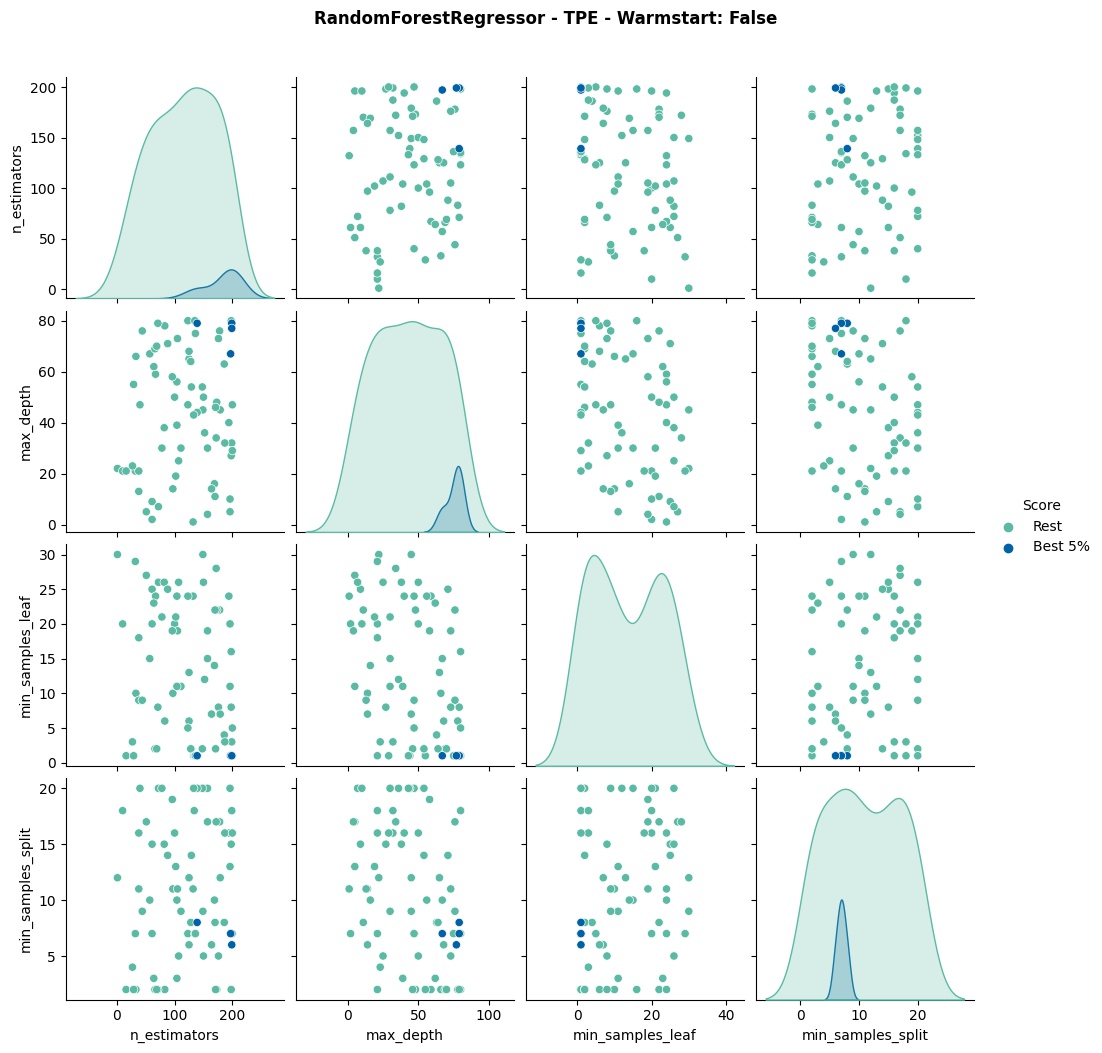 RandomForestRegressor - TPE - Warmstart: False
n_estimators
200
150
100
50
0
max_depth
80
60
40
20
0
Score
Rest
Best 5%
min_samples_leaf
30
25
20
15
10
5
0
min_samples_split
20
15
10
5
0 100 200
0 50 100
0 20 40
0 10 20
n_estimators
max_depth
min_samples_leaf
min_samples_split